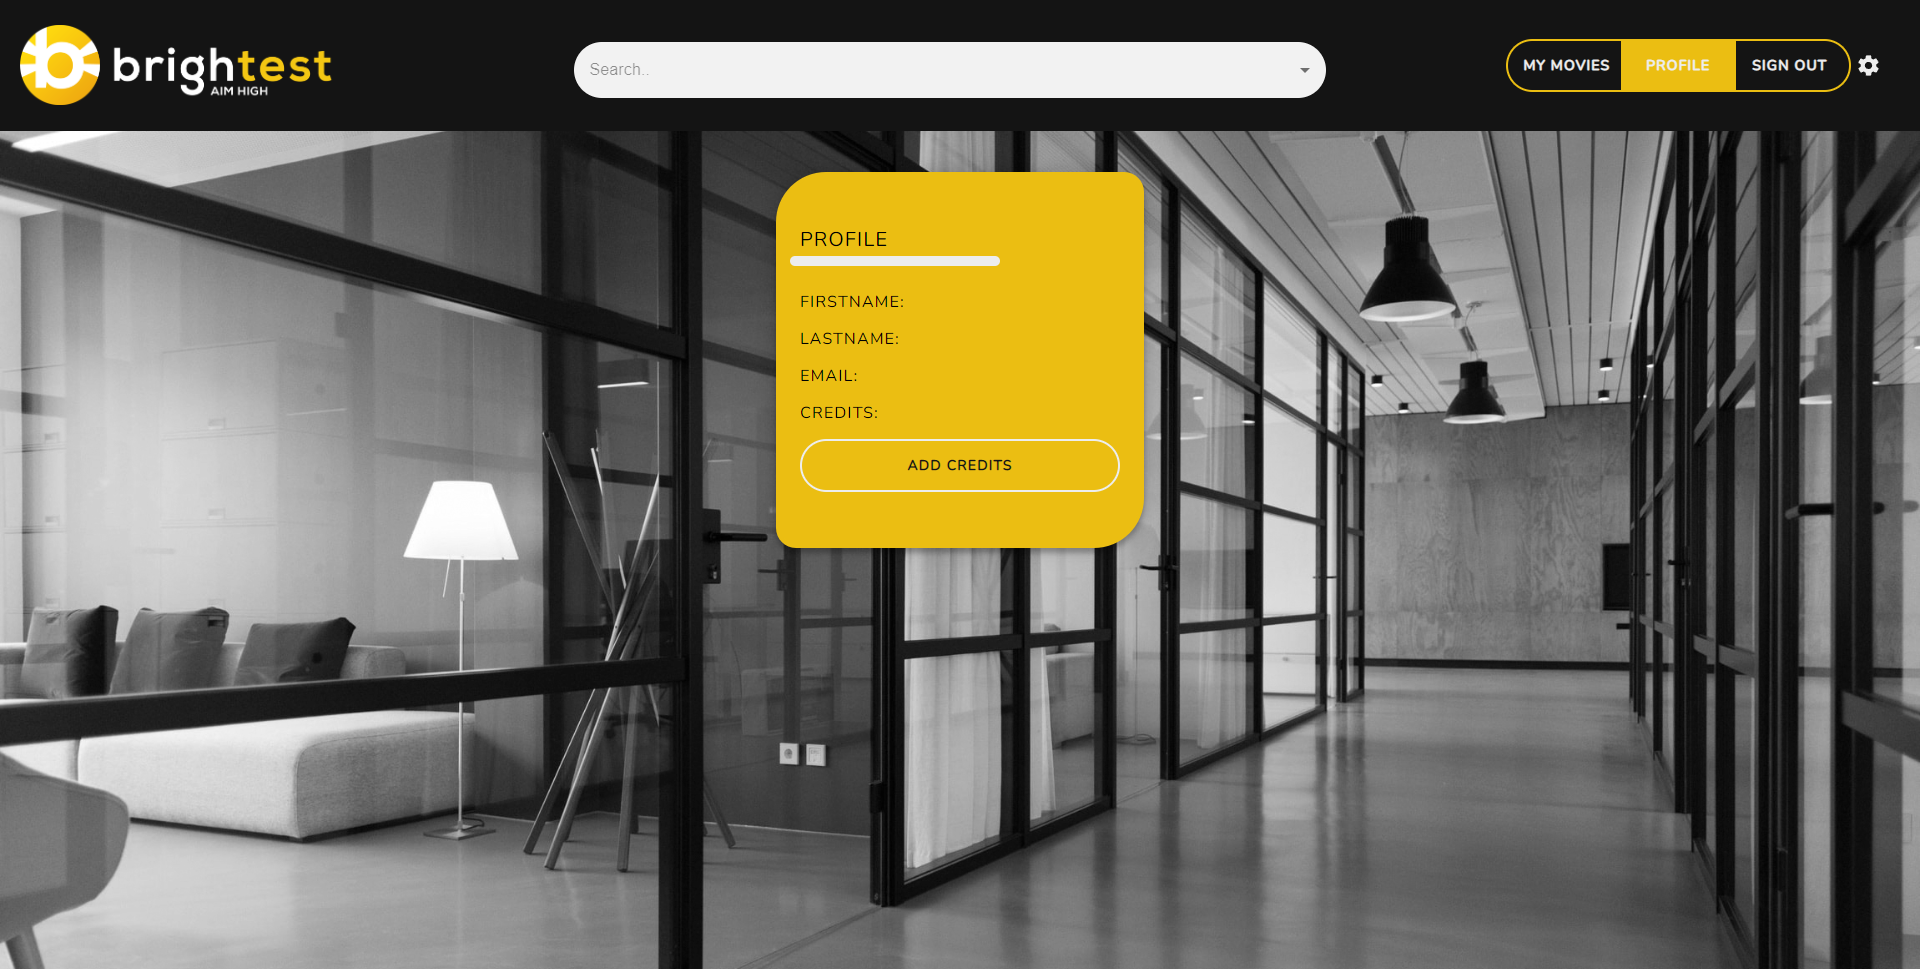 brightest
AIM HIGH
Search..
MY MOVIES
PROFILE
SIGN OUT
PROFILE
FIRSTNAME:
LASTNAME:
EMAIL:
CREDITS:
ADD CREDITS